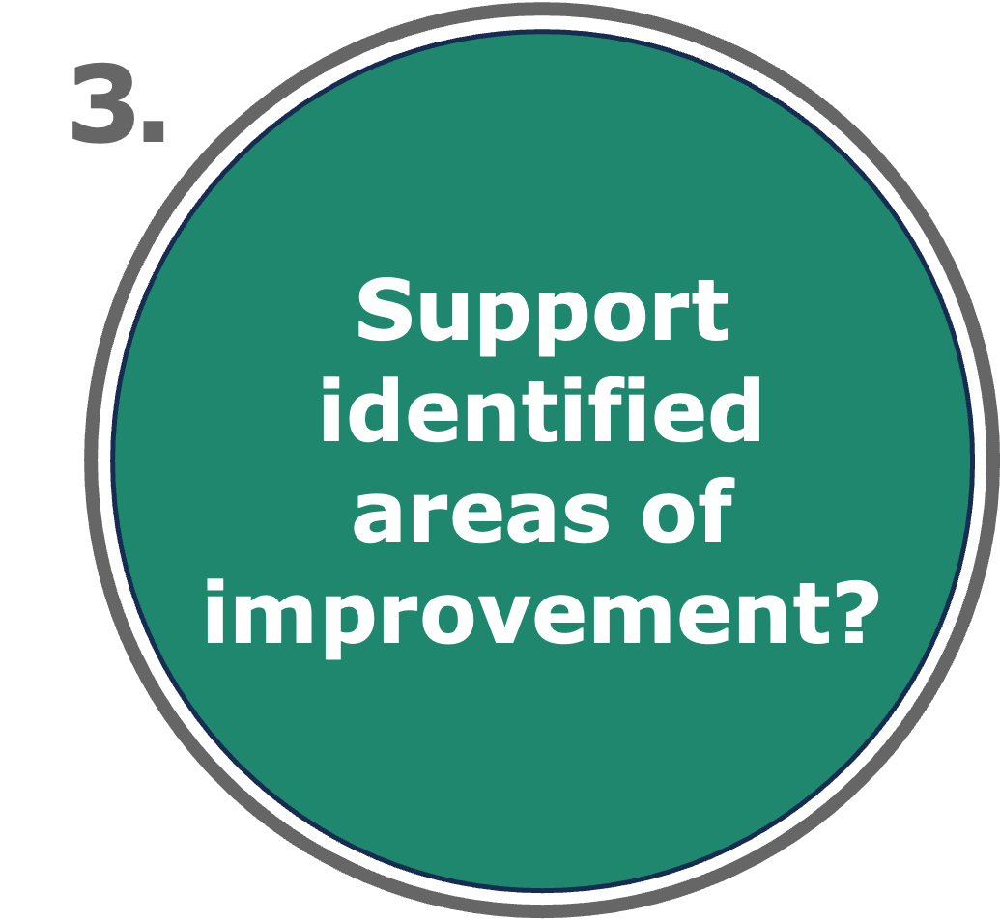 3.
Support
identified
areas of
improvement?